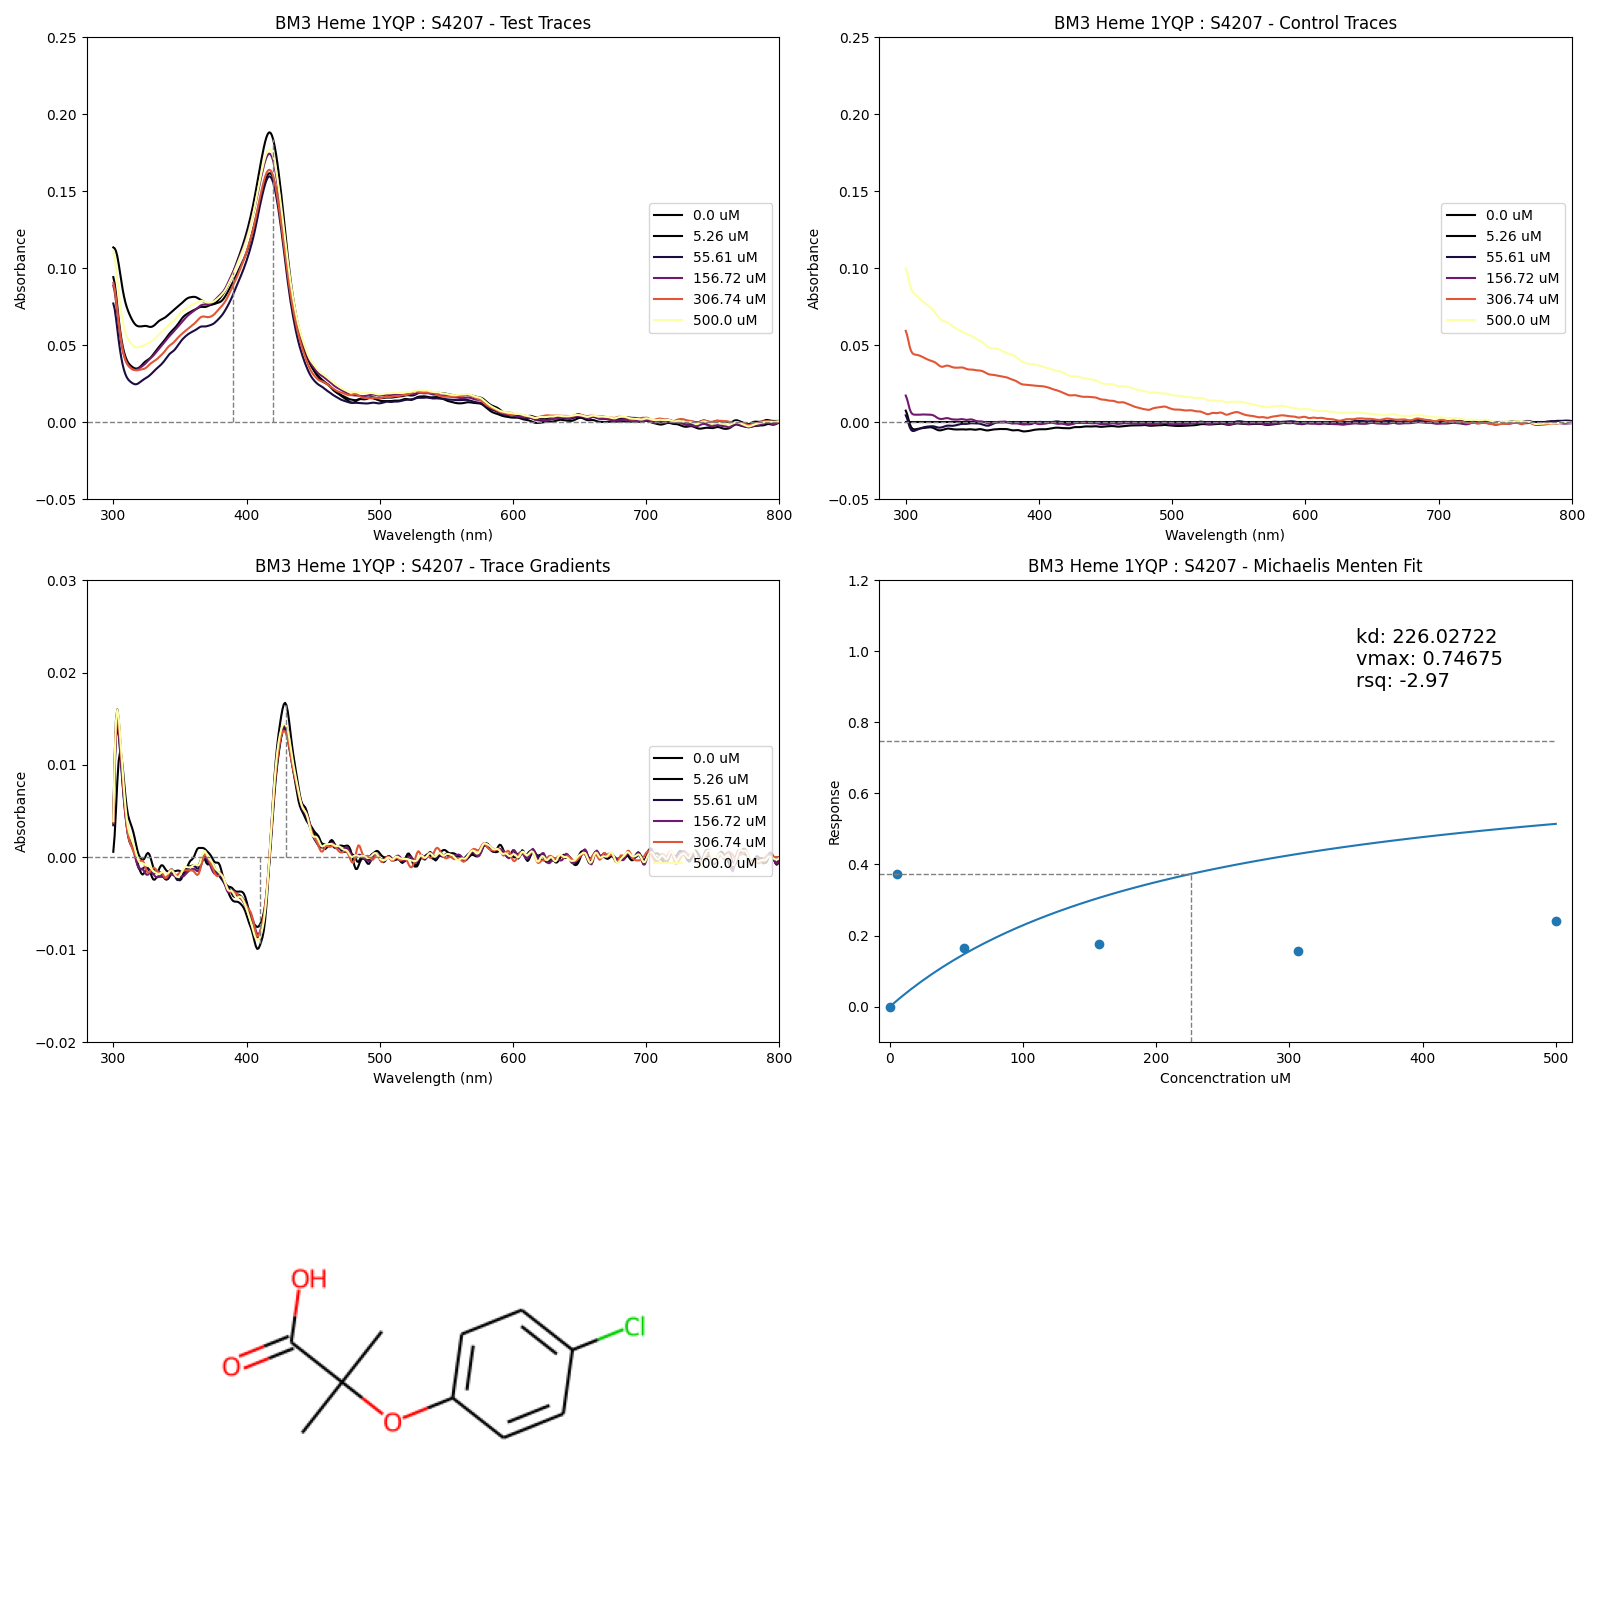 BM3 Heme 1YQP : S4207 - Test Traces
0.25
0.20
0.15
0.10
0.05
0.00
−0.05
Absorbance
300
400
500
600
700
800
Wavelength (nm)
0.0 uM
5.26 uM
55.61 uM
156.72 uM
306.74 uM
500.0 uM
BM3 Heme 1YQP : S4207 - Control Traces
0.25
0.20
0.15
0.10
0.05
0.00
−0.05
Absorbance
300
400
500
600
700
800
Wavelength (nm)
0.0 uM
5.26 uM
55.61 uM
156.72 uM
306.74 uM
500.0 uM
BM3 Heme 1YQP : S4207 - Trace Gradients
0.03
0.02
0.01
0.00
−0.01
−0.02
Absorbance
300
400
500
600
700
800
Wavelength (nm)
0.0 uM
5.26 uM
55.61 uM
156.72 uM
306.74 uM
500.0 uM
BM3 Heme 1YQP : S4207 - Michaelis Menten Fit
1.2
1.0
0.8
0.6
0.4
0.2
0.0
Response
0
100
200
300
400
500
Concenctration uM
kd: 226.02722
vmax: 0.74675
rsq: -2.97
OH
O
O
Cl